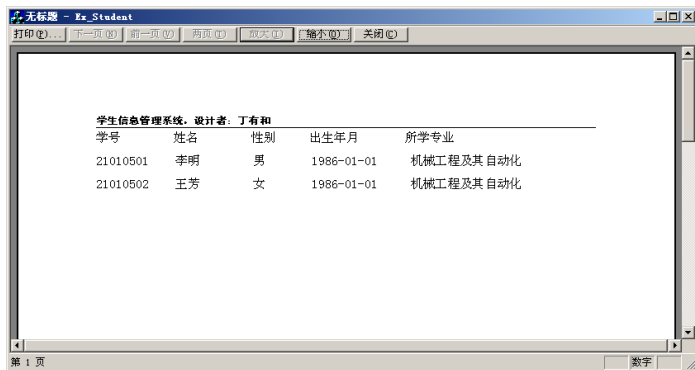 无标题 - Ex_Student
打印(P)... 下一页(N) 前一页(V) 两页(T) 放大(I) 缩小(O) 关闭(C)
学生信息管理系统，设计者：丁有和
学号 姓名 性别 出生年月 所学专业
21010501 李明 男 1986-01-01 机械工程及其自动化
21010502 王芳 女 1986-01-01 机械工程及其自动化
第 1 页 数字